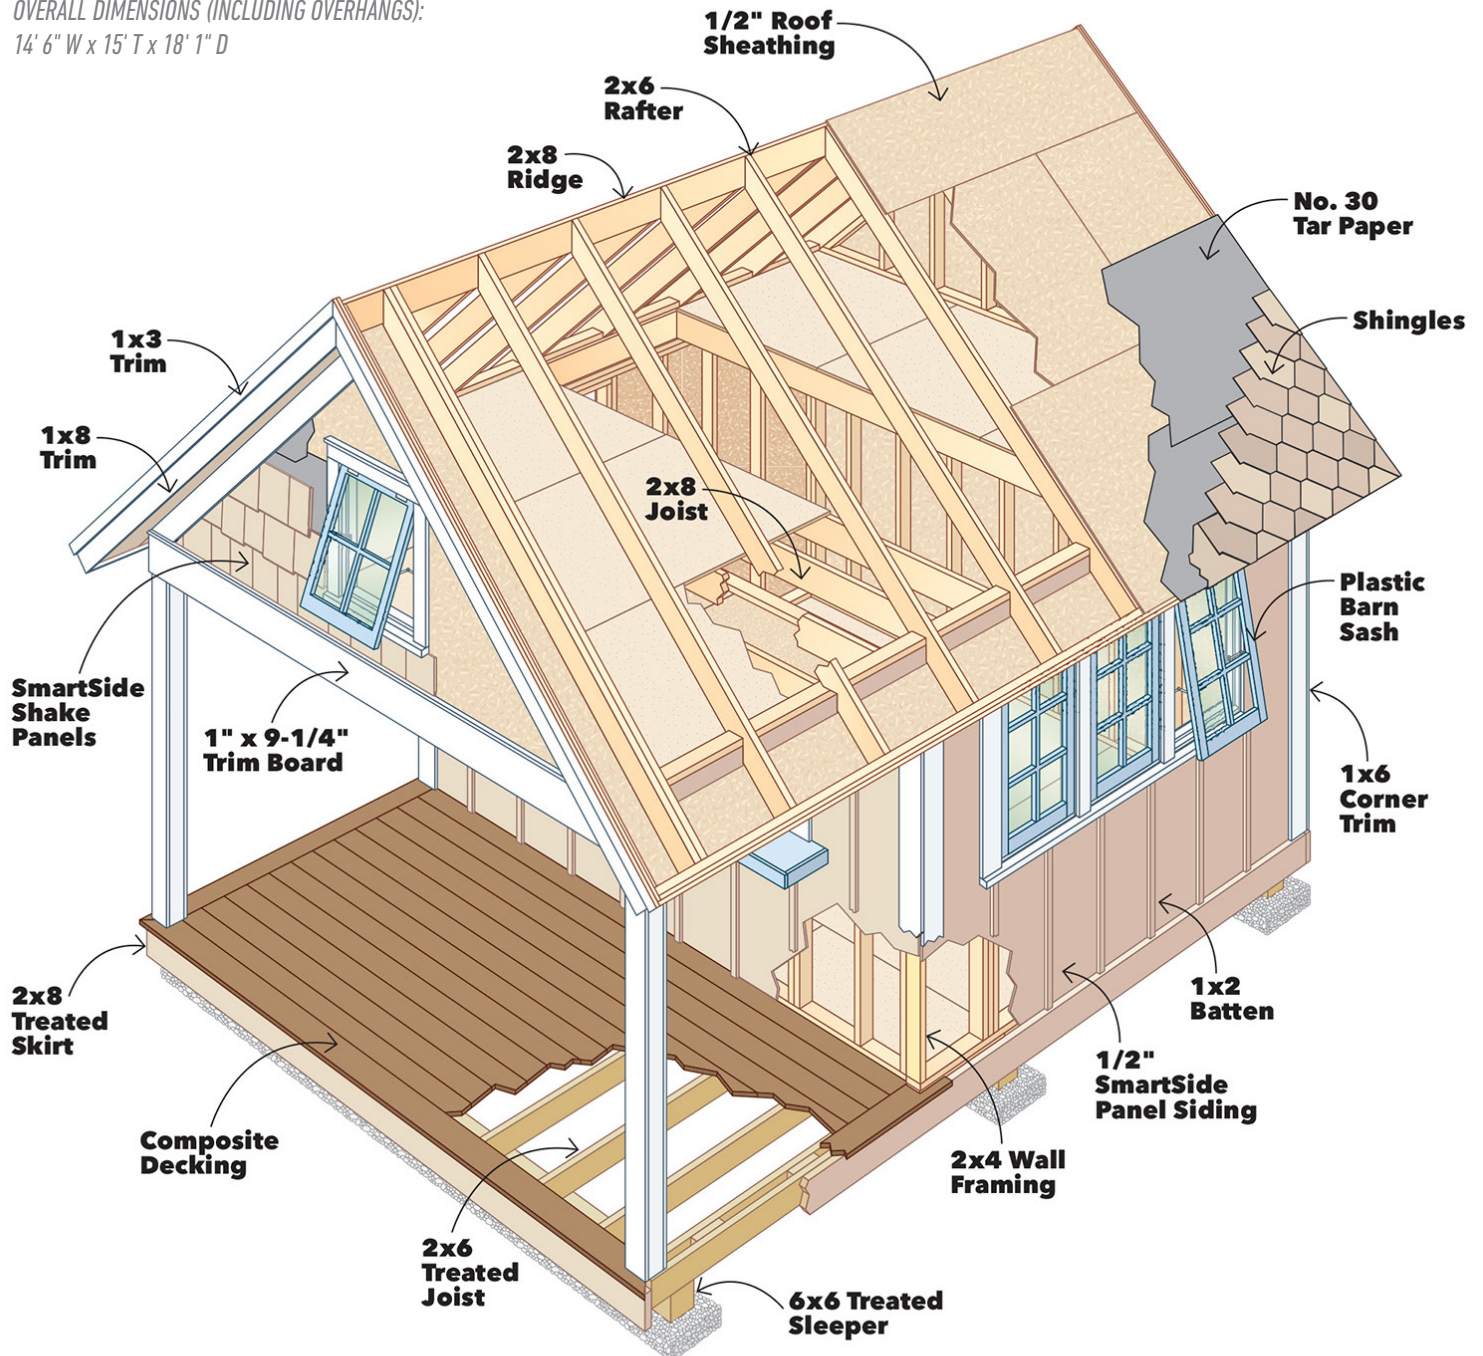 OVERALL DIMENSIONS (INCLUDING OVERHANGS):
14' 6" W x 15' T x 18' 1" D
1/2" Roof
Sheathing
2x6
Rafter
2x8
Ridge
No. 30
Tar Paper
Shingles
1x3
Trim
1x8
Trim
2x8
Joist
Plastic
Barn
Sash
SmartSide
Shake
Panels
1" x 9-1/4"
Trim Board
1x6
Corner
Trim
2x8
Treated
Skirt
1x2
Batten
1/2"
SmartSide
Panel Siding
Composite
Decking
2x4 Wall
Framing
2x6
Treated
Joist
6x6 Treated
Sleeper